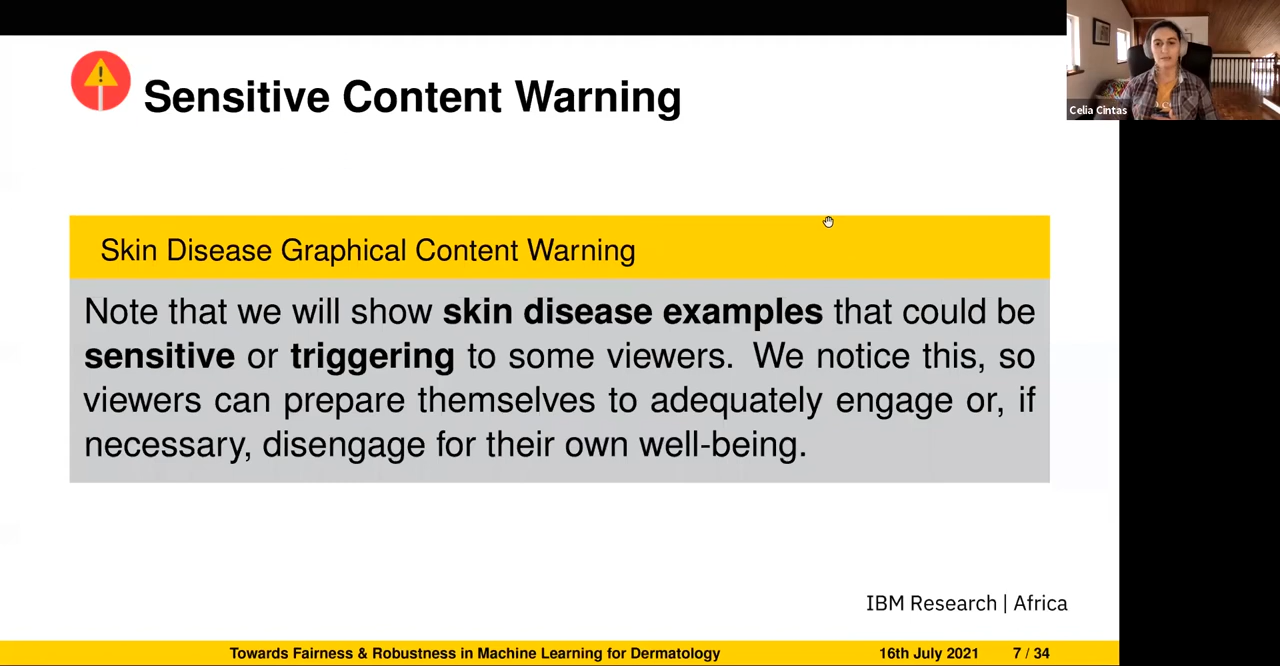 Sensitive Content Warning
Celia Cintas
Skin Disease Graphical Content Warning
Note that we will show skin disease examples that could be
sensitive or triggering to some viewers. We notice this, so
viewers can prepare themselves to adequately engage or, if
necessary, disengage for their own well-being.
IBM Research | Africa
Towards Fairness & Robustness in Machine Learning for Dermatology 16th July 2021 7 / 34